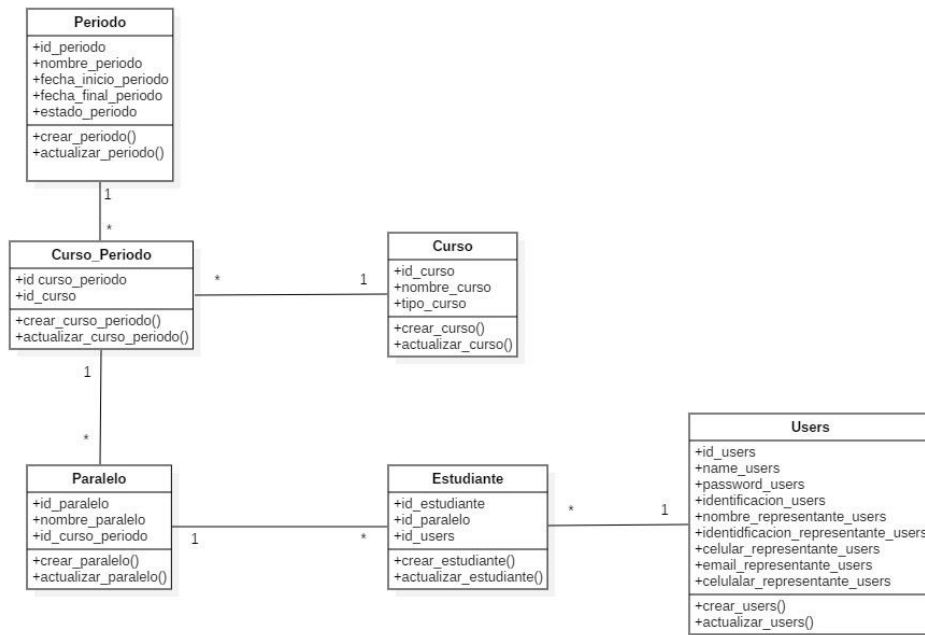 Periodo
+id_periodo
+nombre_periodo
+fecha_inicio_periodo
+fecha_final_periodo
+estado_periodo
+crear_periodo()
+actualizar_periodo()
1
*
Curso_Periodo
+id curso_periodo
+id_curso
+crear_curso_periodo()
+actualizar_curso_periodo()
*
1
Curso
+id_curso
+nombre_curso
+tipo_curso
+crear_curso()
+actualizar_curso()
1
*
Paralelo
+id_paralelo
+nombre_paralelo
+id_curso_periodo
+crear_paralelo()
+actualizar_paralelo()
1
*
Estudiante
+id_estudiante
+id_paralelo
+id_users
+crear_estudiante()
+actualizar_estudiante()
*
1
Users
+id_users
+name_users
+password_users
+identificacion_users
+nombre_representante_users
+identidficacion_representante_users
+celular_representante_users
+email_representante_users
+celulalar_representante_users
+crear_users()
+actualizar_users()